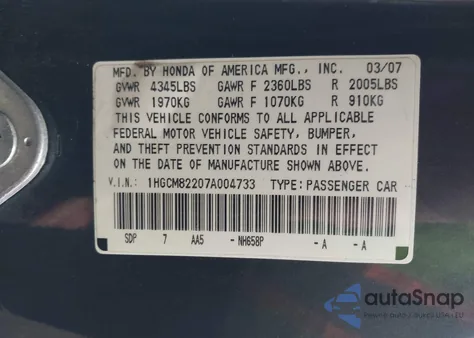 MFD. BY HONDA OF AMERICA MFG., INC. 03/07
GVWR 4345LBS GAWR F 2360LBS R 2005LBS
GVWR 1970KG GAWR F 1070KG R 910KG
THIS VEHICLE CONFORMS TO ALL APPLICABLE
FEDERAL MOTOR VEHICLE SAFETY, BUMPER,
AND THEFT PREVENTION STANDARDS IN EFFECT
ON THE DATE OF MANUFACTURE SHOWN ABOVE.
V.I.N.: 1HGCM82207A004733 TYPE: PASSENGER CAR
SDP 7 AA5 -NH658P -A -A
autoSnap